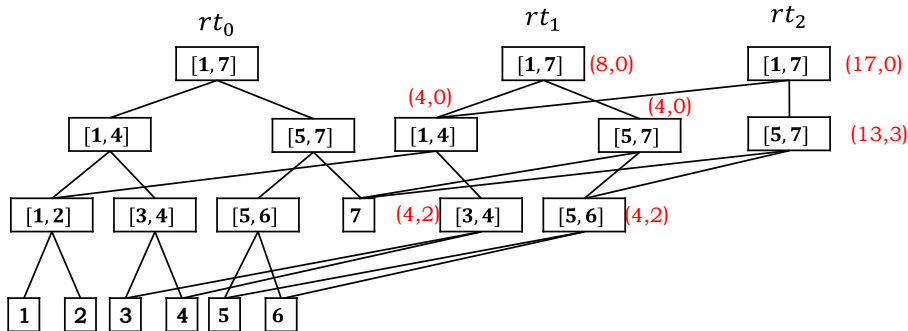 rt₀ rt₁ rt₂
[1, 7] [1, 7] (8,0) [1, 7] (17,0)
(4,0) (4,0)
[1, 4] [5, 7] [1, 4] [5, 7] [5, 7] (13,3)
[1, 2] [3, 4] [5, 6] 7 (4,2) [3, 4] [5, 6] (4,2)
1 2 3 4 5 6